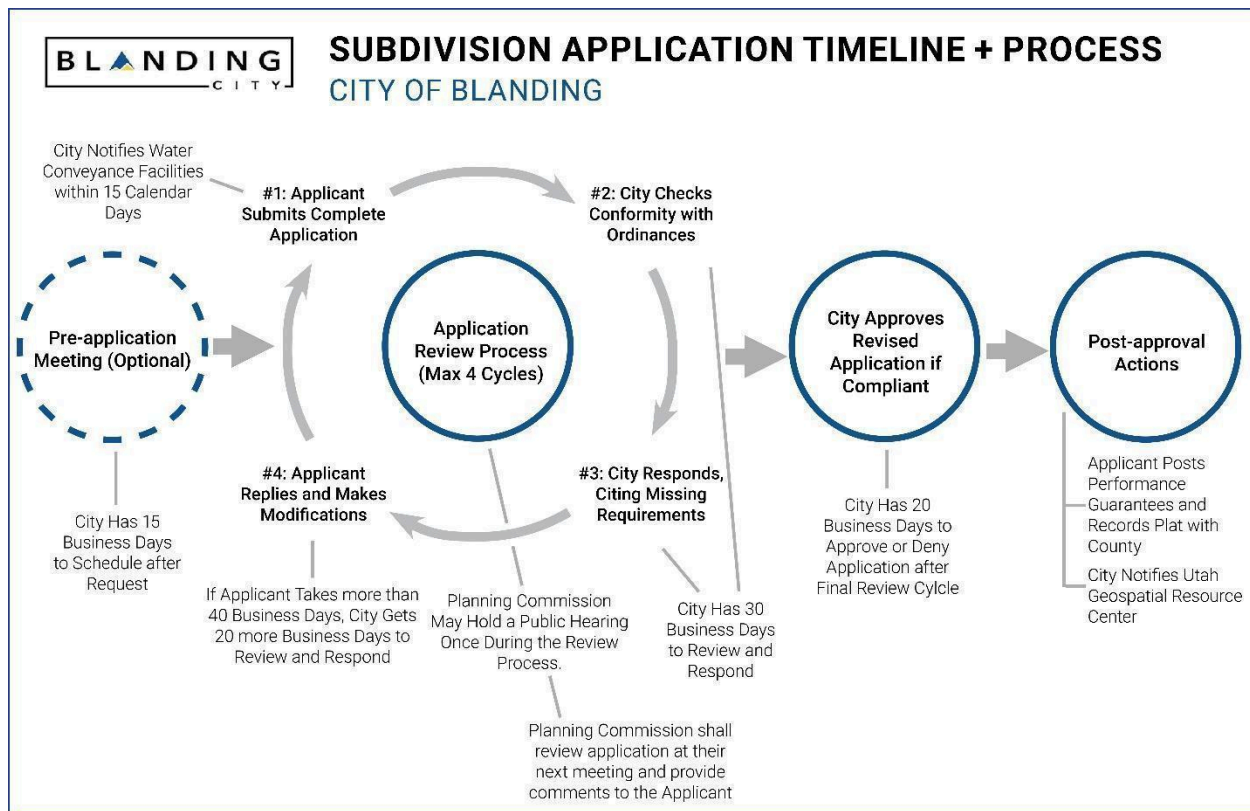 BLANDING
CITY
SUBDIVISION APPLICATION TIMELINE + PROCESS
CITY OF BLANDING
City Notifies Water
Conveyance Facilities
within 15 Calendar
Days
#1: Applicant
Submits Complete
Application
#2: City Checks
Conformity with
Ordinances
Pre-application
Meeting (Optional)
Application
Review Process
(Max 4 Cycles)
City Approves
Revised
Application if
Compliant
Post-approval
Actions
#4: Applicant
Replies and Makes
Modifications
#3: City Responds,
Citing Missing
Requirements
City Has 15
Business Days
to Schedule after
Request
If Applicant Takes more than
40 Business Days, City Gets
20 more Business Days to
Review and Respond
Planning Commission
May Hold a Public Hearing
Once During the Review
Process.
City Has 30
Business Days
to Review and
Respond
City Has 20
Business Days to
Approve or Deny
Application after
Final Review Cylcle
Applicant Posts
Performance
Guarantees and
Records Plat with
County
City Notifies Utah
Geospatial Resource
Center
Planning Commission shall
review application at their
next meeting and provide
comments to the Applicant